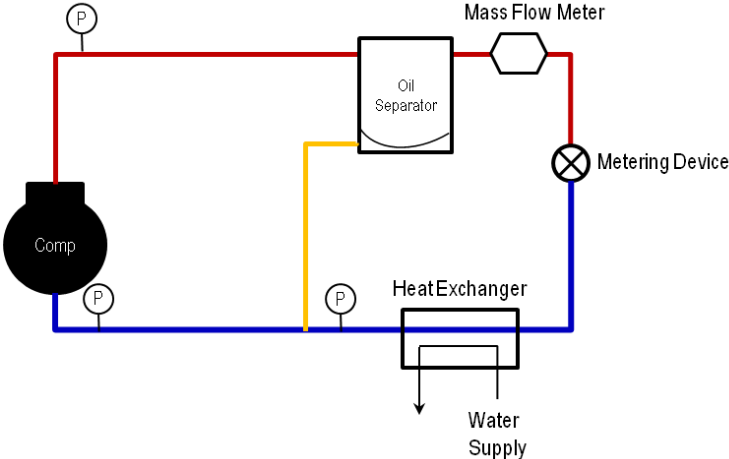 Mass Flow Meter
P
Oil
Separator
Metering Device
Comp
P
P
Heat Exchanger
Water
Supply